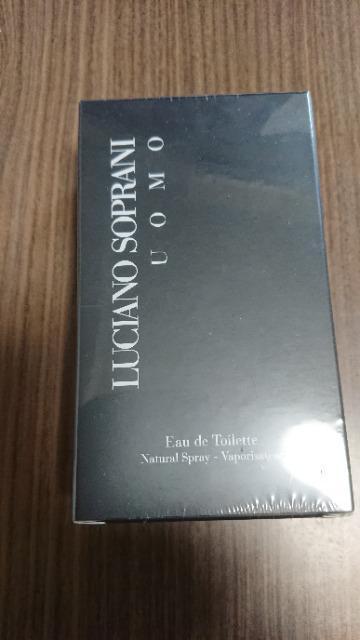 LUCIANO SOPRANI
UOMO
Eau de Toilette
Natural Spray - Vaporisateur